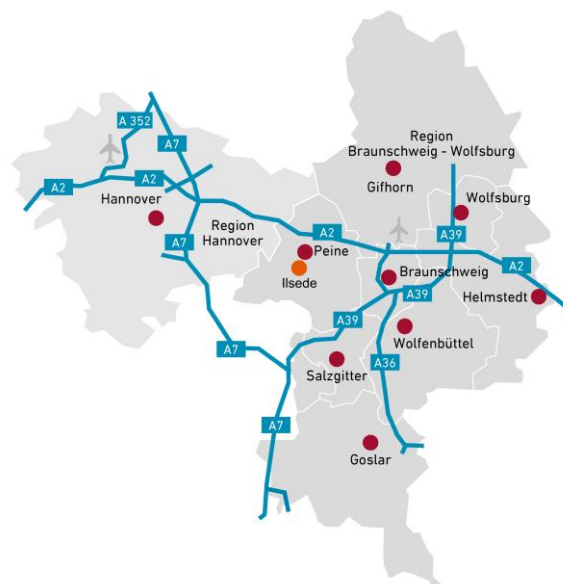 A 352
A7
Region
Braunschweig - Wolfsburg
Gifhorn
A2
A2
Hannover
Wolfsburg
Region
Hannover
A7
A2
Peine
A39
Ilsede
Braunschweig
A2
A39
Helmstedt
A39
Wolfenbüttel
A7
Salzgitter
A36
A7
Goslar